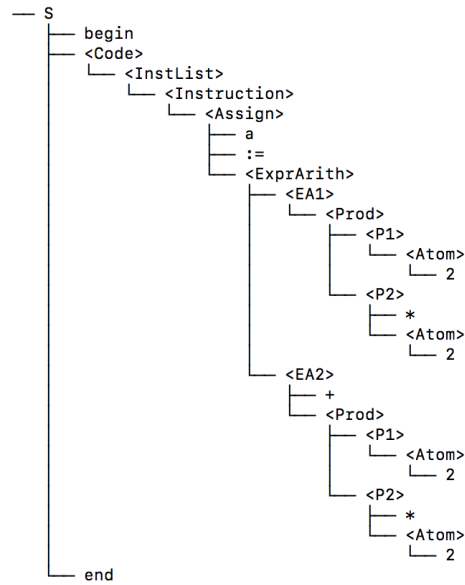 S
begin
<Code>
<InstList>
<Instruction>
<Assign>
a
:=
<ExprArith>
<EA1>
<Prod>
<P1>
<Atom>
2
<P2>
*
<Atom>
2
<EA2>
+
<Prod>
<P1>
<Atom>
2
<P2>
*
<Atom>
2
end